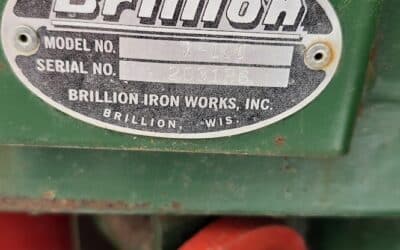 Brillion
MODEL NO.
SERIAL NO.
BRILLION IRON WORKS, INC.
BRILLION, WIS.